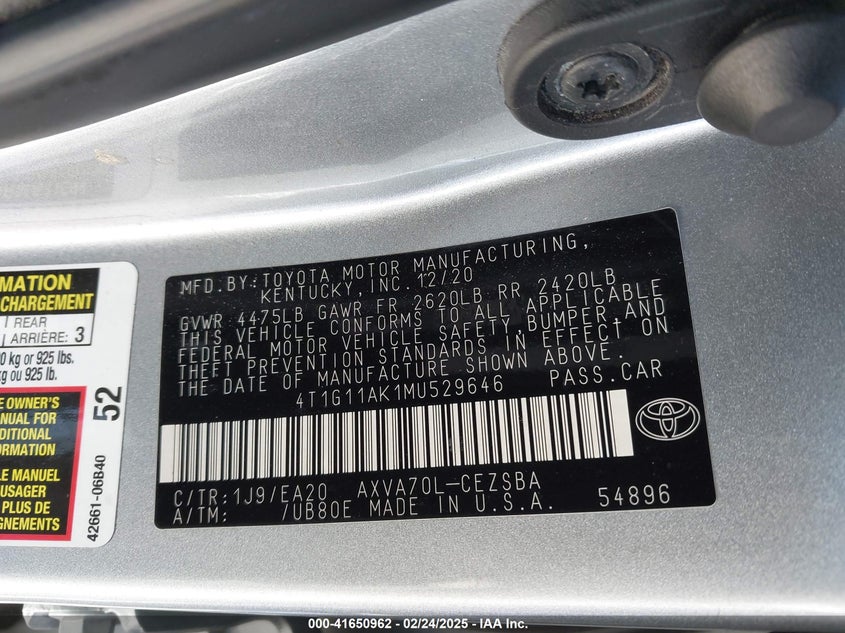 MFD.BY:TOYOTA MOTOR MANUFACTURING,
KENTUCKY,INC. 12/20
GVWR 4475LB GAWR FR 2620LB RR 2420LB
THIS VEHICLE CONFORMS TO ALL APPLICABLE
FEDERAL MOTOR VEHICLE SAFETY,BUMPER,AND
THEFT PREVENTION STANDARDS IN EFFECT ON
THE DATE OF MANUFACTURE SHOWN ABOVE.
4T1G11AK1MU529646 PASS.CAR
C/TR:1J9/EA20 AXVA70L-CEZSBA
A/TM: /UB80E MADE IN U.S.A. 54896
MATION
CHARGEMENT
REAR
ARRIÈRE: 3
kg or 925 lbs.
kg ou 925 lb.
52
OWNER'S
MANUAL FOR
DITIONAL
FORMATION
LE MANUEL
USAGER
PLUS DE
GNEMENTS
42661-06B40
000-41650962 - 02/24/2025 - IAA Inc.